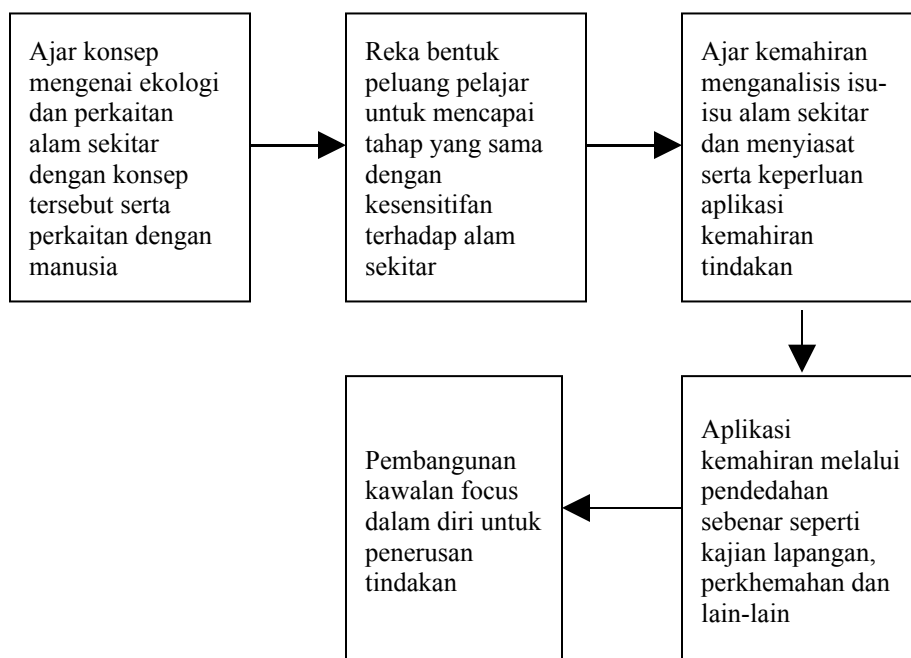 Ajar konsep
mengenai ekologi
dan perkaitan
alam sekitar
dengan konsep
tersebut serta
perkaitan dengan
manusia
Reka bentuk
peluang pelajar
untuk mencapai
tahap yang sama
dengan
kesensitifan
terhadap alam
sekitar
Ajar kemahiran
menganalisis isu-
isu alam sekitar
dan menyiasat
serta keperluan
aplikasi
kemahiran
tindakan
Aplikasi
kemahiran melalui
pendedahan
sebenar seperti
kajian lapangan,
perkhemahan dan
lain-lain
Pembangunan
kawalan focus
dalam diri untuk
penerusan
tindakan